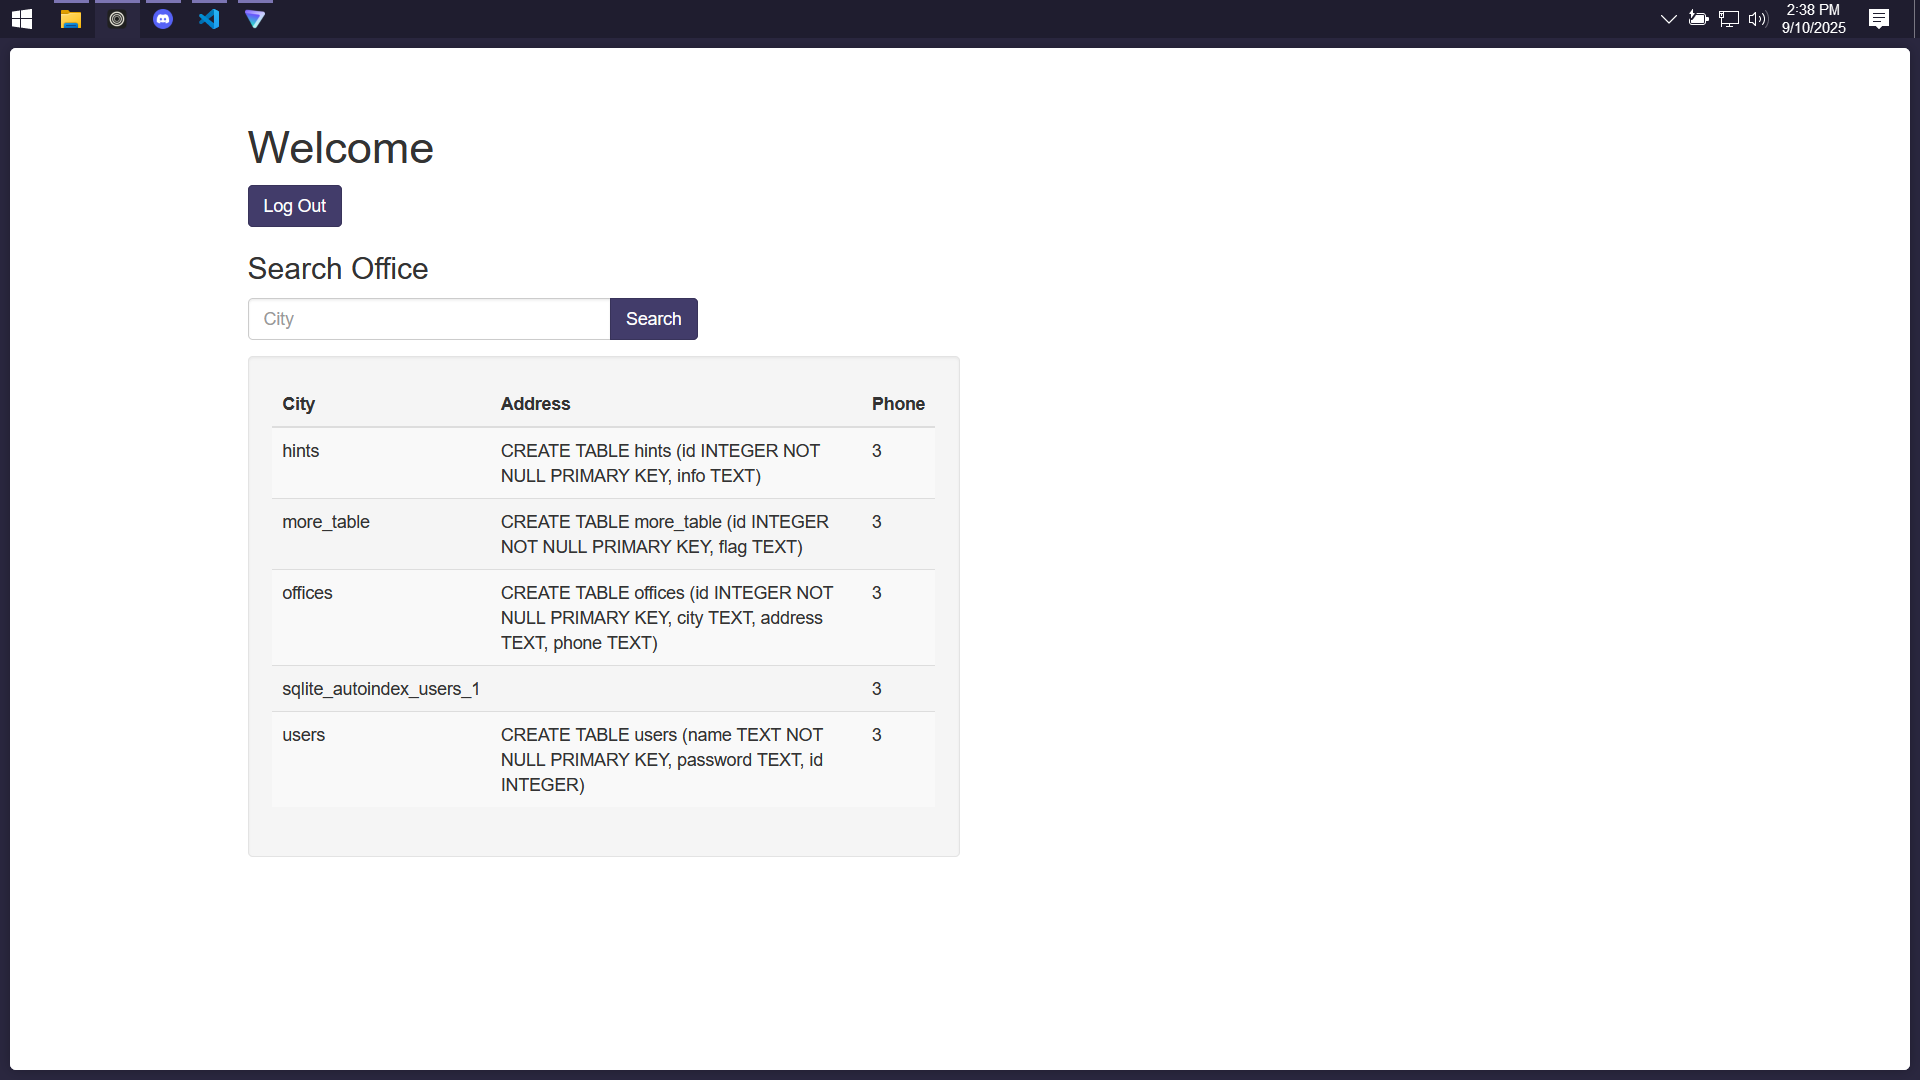 2:38 PM
9/10/2025
Welcome
Log Out
Search Office
City
Search
City Address Phone
hints CREATE TABLE hints (id INTEGER NOT 3
NULL PRIMARY KEY, info TEXT)
more_table CREATE TABLE more_table (id INTEGER 3
NOT NULL PRIMARY KEY, flag TEXT)
offices CREATE TABLE offices (id INTEGER NOT 3
NULL PRIMARY KEY, city TEXT, address
TEXT, phone TEXT)
sqlite_autoindex_users_1 3
users CREATE TABLE users (name TEXT NOT 3
NULL PRIMARY KEY, password TEXT, id
INTEGER)